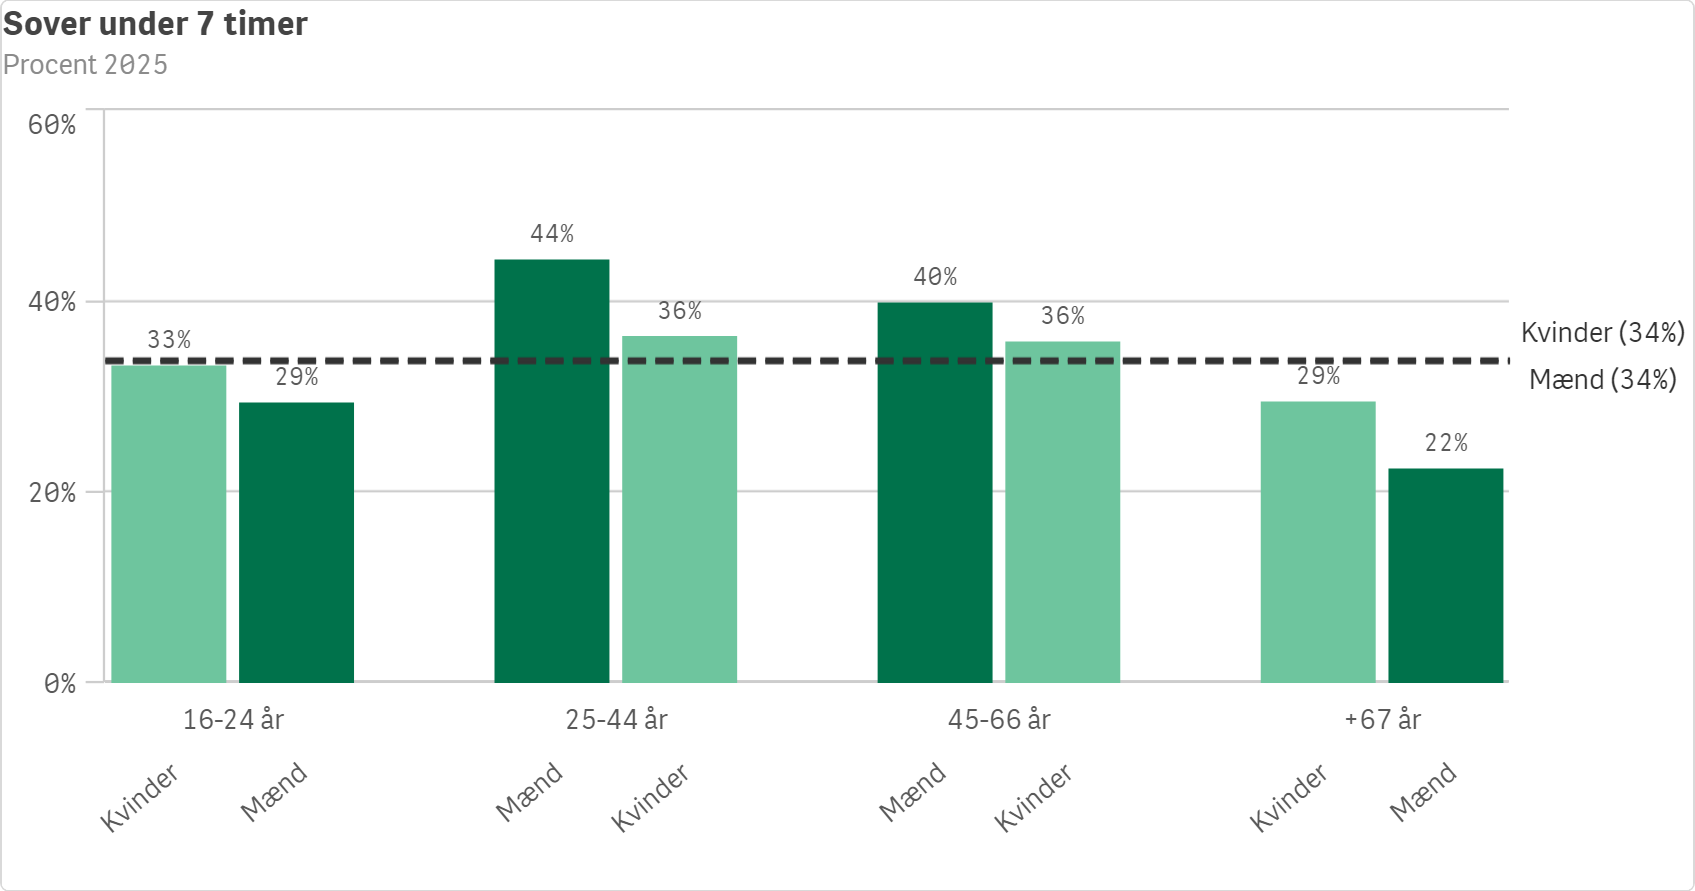 Sover under 7 timer
Procent 2025
60%
40%
20%
0%
33%
29%
44%
36%
40%
36%
29%
22%
Kvinder (34%)
Mænd (34%)
16-24 år
25-44 år
45-66 år
+67 år
Kvinder
Mænd
Mænd
Kvinder
Mænd
Kvinder
Kvinder
Mænd